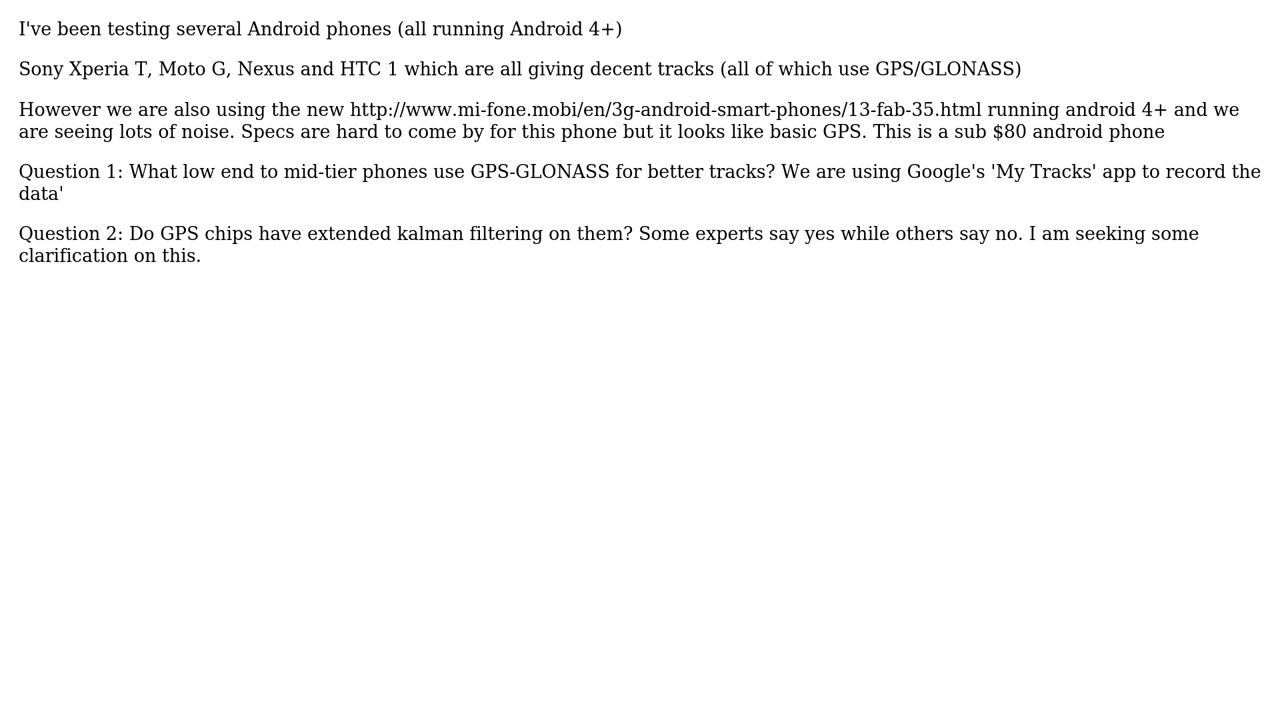 I've been testing several Android phones (all running Android 4+)
Sony Xperia T, Moto G, Nexus and HTC 1 which are all giving decent tracks (all of which use GPS/GLONASS)
However we are also using the new http://www.mi-fone.mobi/en/3g-android-smart-phones/13-fab-35.html running android 4+ and we
are seeing lots of noise. Specs are hard to come by for this phone but it looks like basic GPS. This is a sub $80 android phone
Question 1: What low end to mid-tier phones use GPS-GLONASS for better tracks? We are using Google's 'My Tracks' app to record the
data'
Question 2: Do GPS chips have extended kalman filtering on them? Some experts say yes while others say no. I am seeking some
clarification on this.